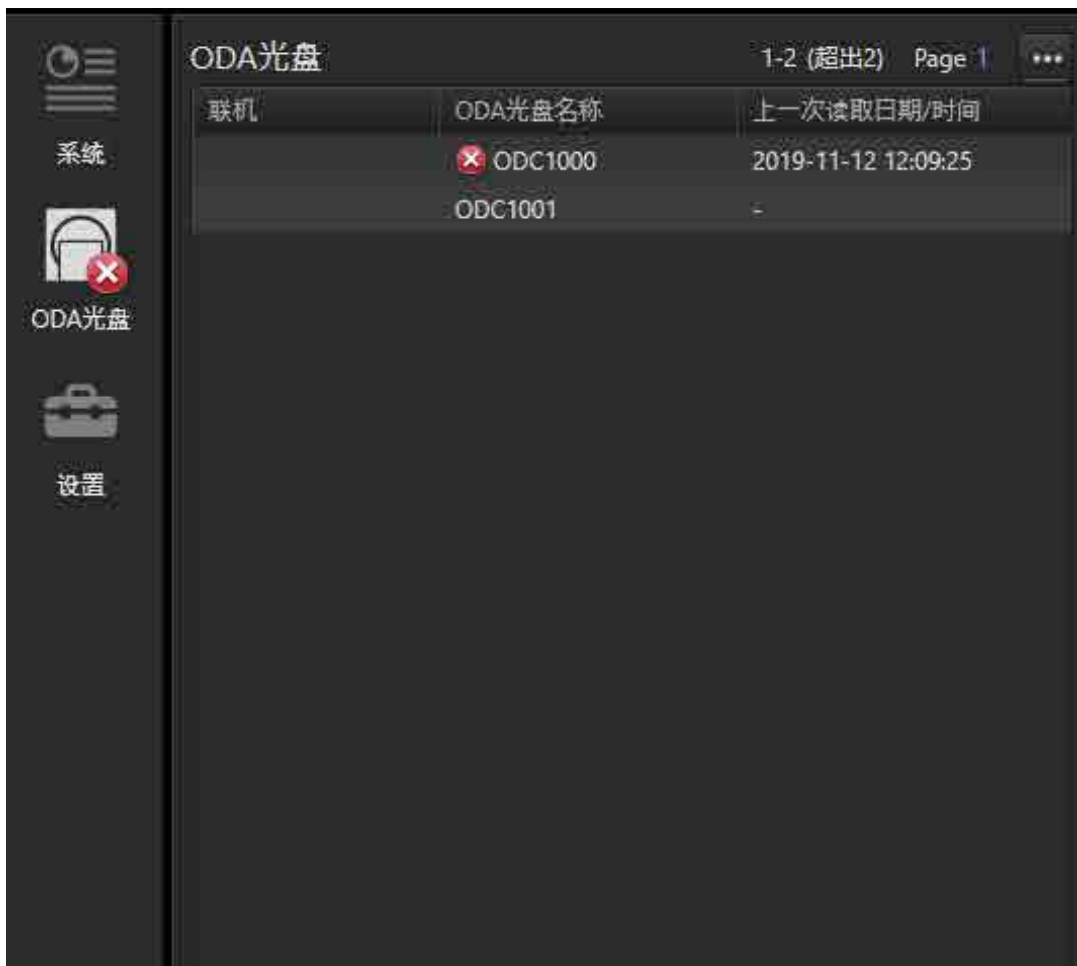 ODA光盘 1-2 (超出2) Page 1
联机 ODA光盘名称 上一次读取日期/时间
ODC1000 2019-11-12 12:09:25
ODC1001 -
系统
ODA光盘
设置